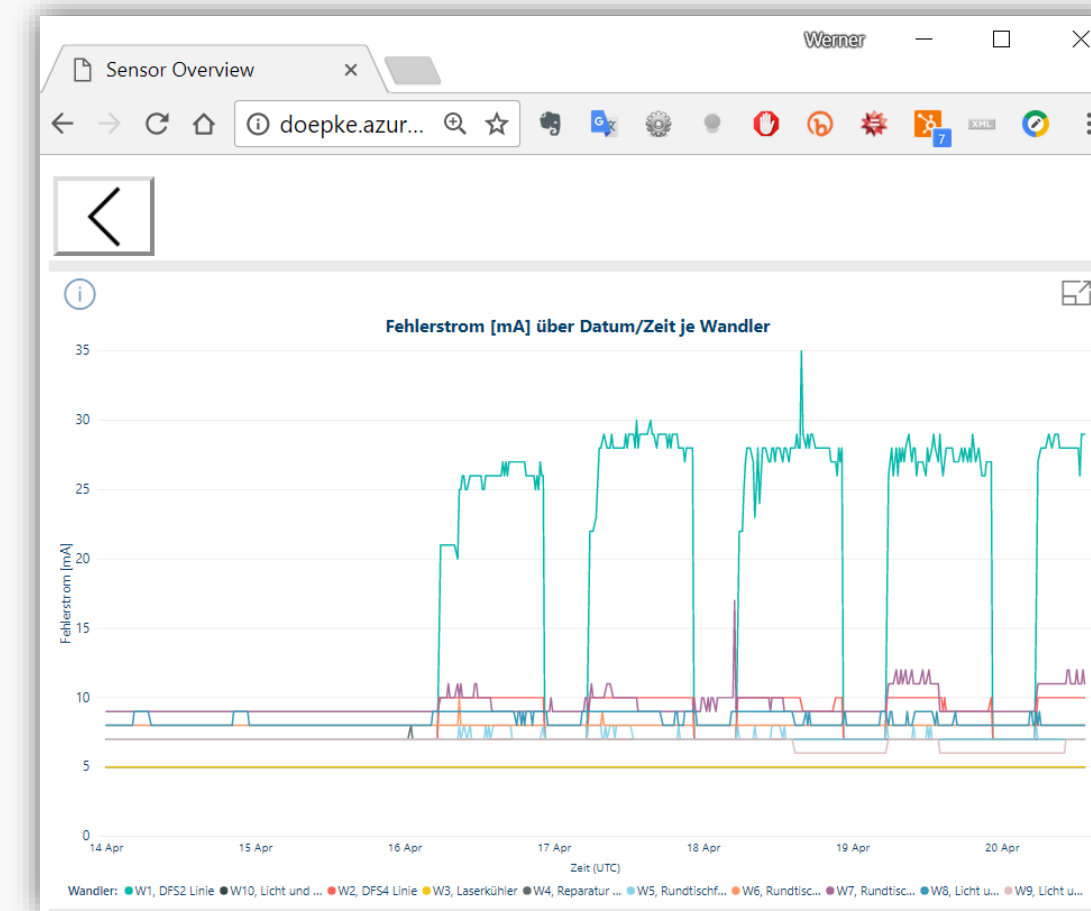 Werner
Sensor Overview
doepke.azur...
7
XML
Fehlerstrom [mA] über Datum/Zeit je Wandler
35
30
25
20
15
10
5
0
Fehlerstrom [mA]
14 Apr 15 Apr 16 Apr 17 Apr 18 Apr 19 Apr 20 Apr
Zeit (UTC)
Wandler: W1, DFS2 Linie W10, Licht und ... W2, DFS4 Linie W3, Laserkühler W4, Reparatur ... W5, Rundtischf... W6, Rundtisc... W7, Rundtisc... W8, Licht u... W9, Licht u...